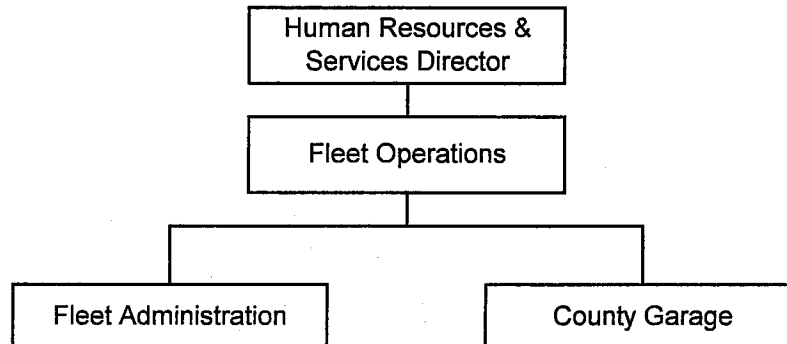 Human Resources &
Services Director
Fleet Operations
Fleet Administration
County Garage